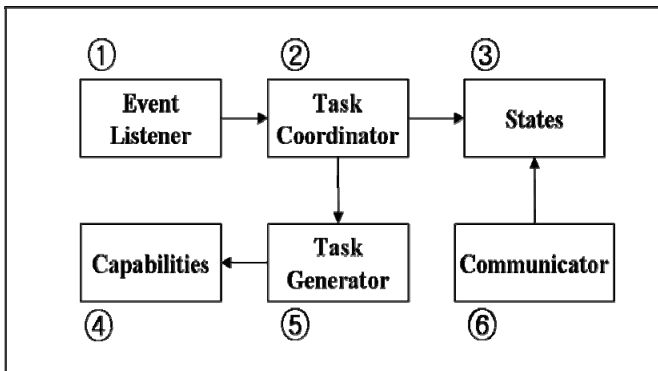 ① ② ③
Event Listener
Task Coordinator
States
Capabilities
Task Generator
Communicator
④ ⑤ ⑥